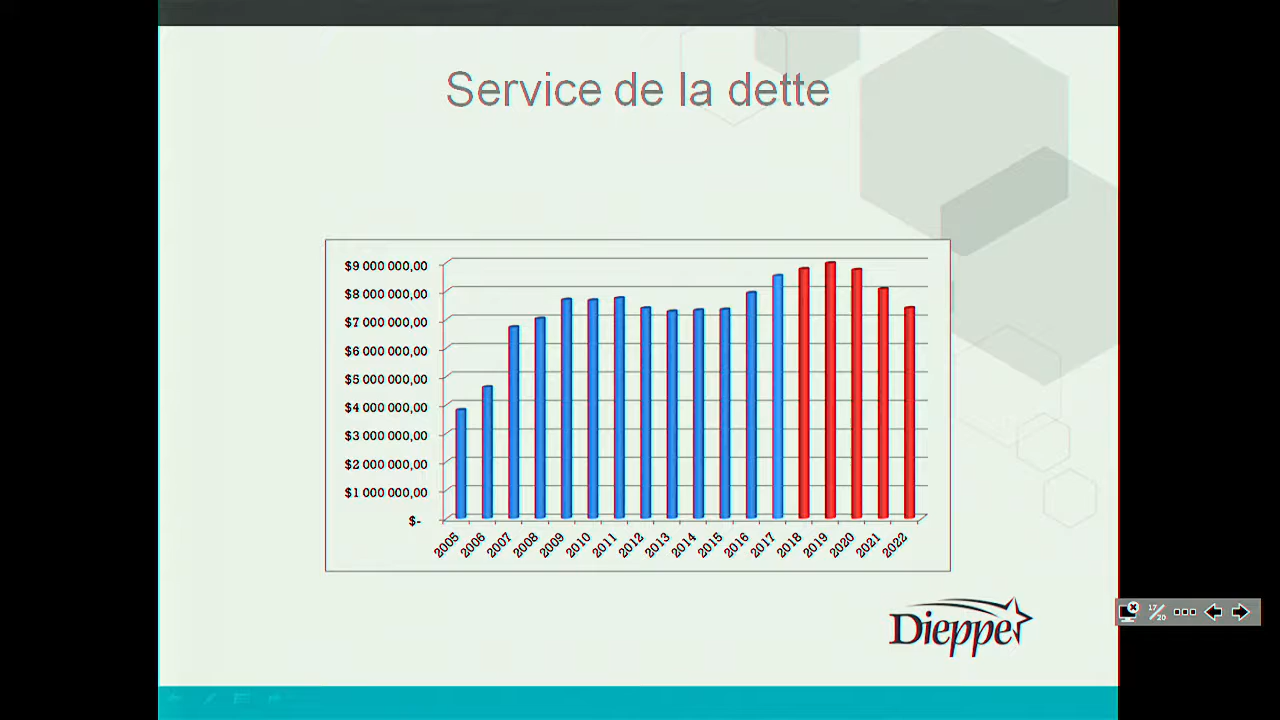 Service de la dette
$9 000 000,00
$8 000 000,00
$7 000 000,00
$6 000 000,00
$5 000 000,00
$4 000 000,00
$3 000 000,00
$2 000 000,00
$1 000 000,00
$-
2005 2006 2007 2008 2009 2010 2011 2012 2013 2014 2015 2016 2017 2018 2019 2020 2021 2022
Dieppe
17/20